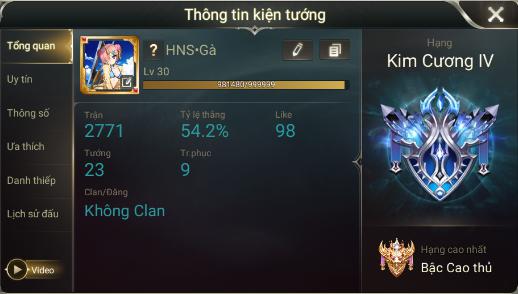 Thông tin kiện tướng
Tổng quan
Uy tín
Thông số
Ưa thích
Danh thiếp
Lịch sử đấu
Video
? HNS•Gà
Lv 30
981480/999939
Trận
2771
Tỷ lệ thắng
54.2%
Like
98
Tướng
23
Tr.phục
9
Clan/Đảng
Không Clan
Hạng
Kim Cương IV
Hạng cao nhất
Bậc Cao thủ